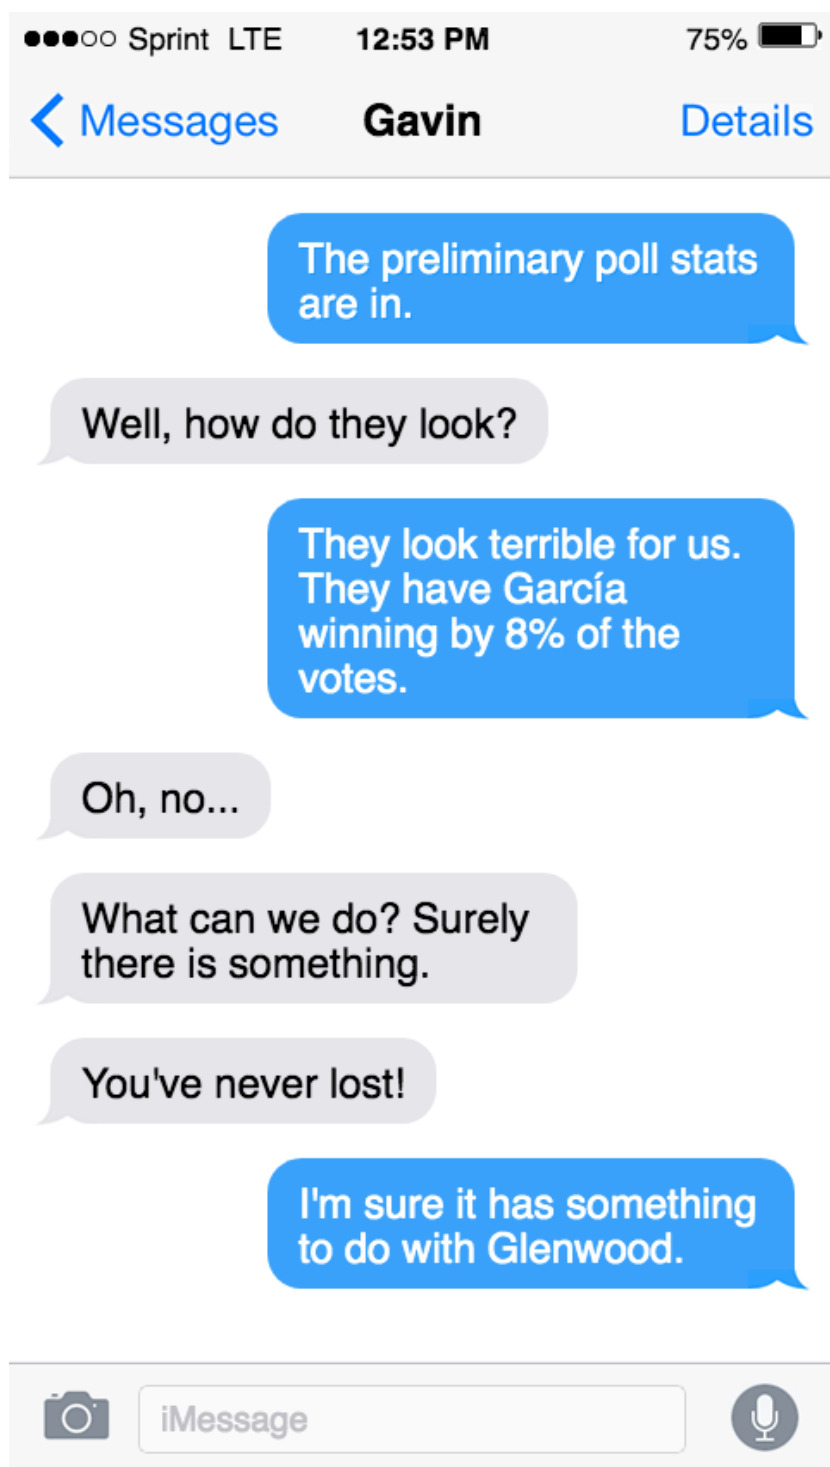 Sprint LTE 12:53 PM 75%
Messages Gavin Details
The preliminary poll stats
are in.
Well, how do they look?
They look terrible for us.
They have García
winning by 8% of the
votes.
Oh, no...
What can we do? Surely
there is something.
You've never lost!
I'm sure it has something
to do with Glenwood.
iMessage